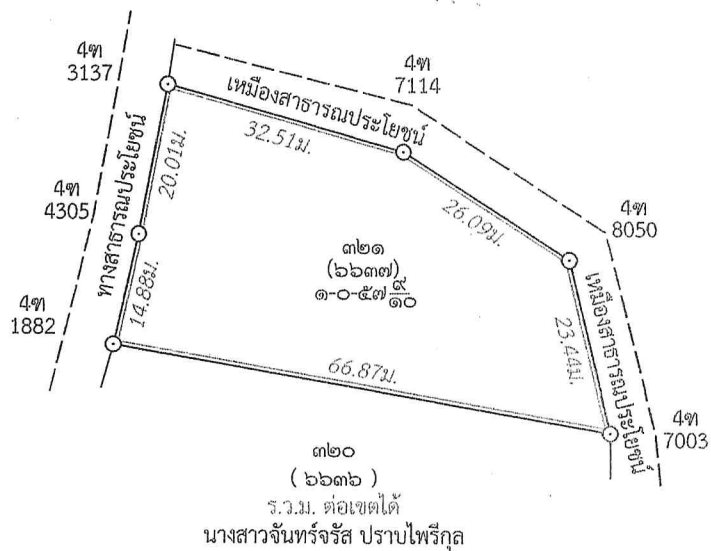 4ฑ
3137
4ฑ
7114
เหมืองสาธารณประโยชน์
32.51ม.
20.01ม.
ทางสาธารณประโยชน์
4ฑ
4305
26.09ม.
4ฑ
8050
๓๒๑
(๖๖๓๗)
๑-๐-๕๗ ๙/๑๐
14.88ม.
4ฑ
1882
23.44ม.
เหมืองสาธารณประโยชน์
66.87ม.
4ฑ
7003
๓๒๐
( ๖๖๓๖ )
ร.ว.ม. ต่อเขตได้
นางสาวจันทร์จรัส ปราบไพรีกุล